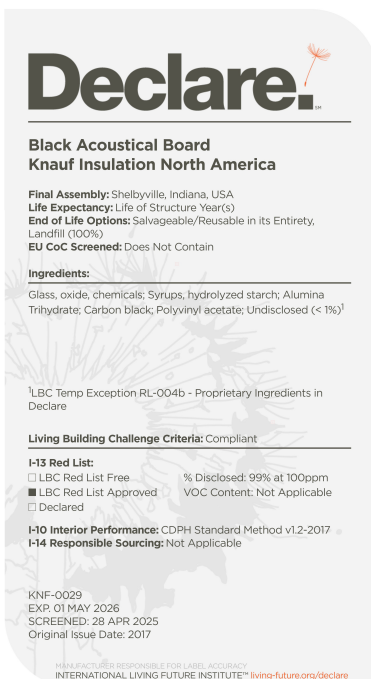 Declare.℠
Black Acoustical Board
Knauf Insulation North America
Final Assembly: Shelbyville, Indiana, USA
Life Expectancy: Life of Structure Year(s)
End of Life Options: Salvageable/Reusable in its Entirety,
Landfill (100%)
EU CoC Screened: Does Not Contain
Ingredients:
Glass, oxide, chemicals; Syrups, hydrolyzed starch; Alumina
Trihydrate; Carbon black; Polyvinyl acetate; Undisclosed (< 1%)¹
¹LBC Temp Exception RL-004b - Proprietary Ingredients in
Declare
Living Building Challenge Criteria: Compliant
I-13 Red List:
□ LBC Red List Free % Disclosed: 99% at 100ppm
■ LBC Red List Approved VOC Content: Not Applicable
□ Declared
I-10 Interior Performance: CDPH Standard Method v1.2-2017
I-14 Responsible Sourcing: Not Applicable
KNF-0029
EXP. 01 MAY 2026
SCREENED: 28 APR 2025
Original Issue Date: 2017
MANUFACTURER RESPONSIBLE FOR LABEL ACCURACY
INTERNATIONAL LIVING FUTURE INSTITUTE™ living-future.org/declare